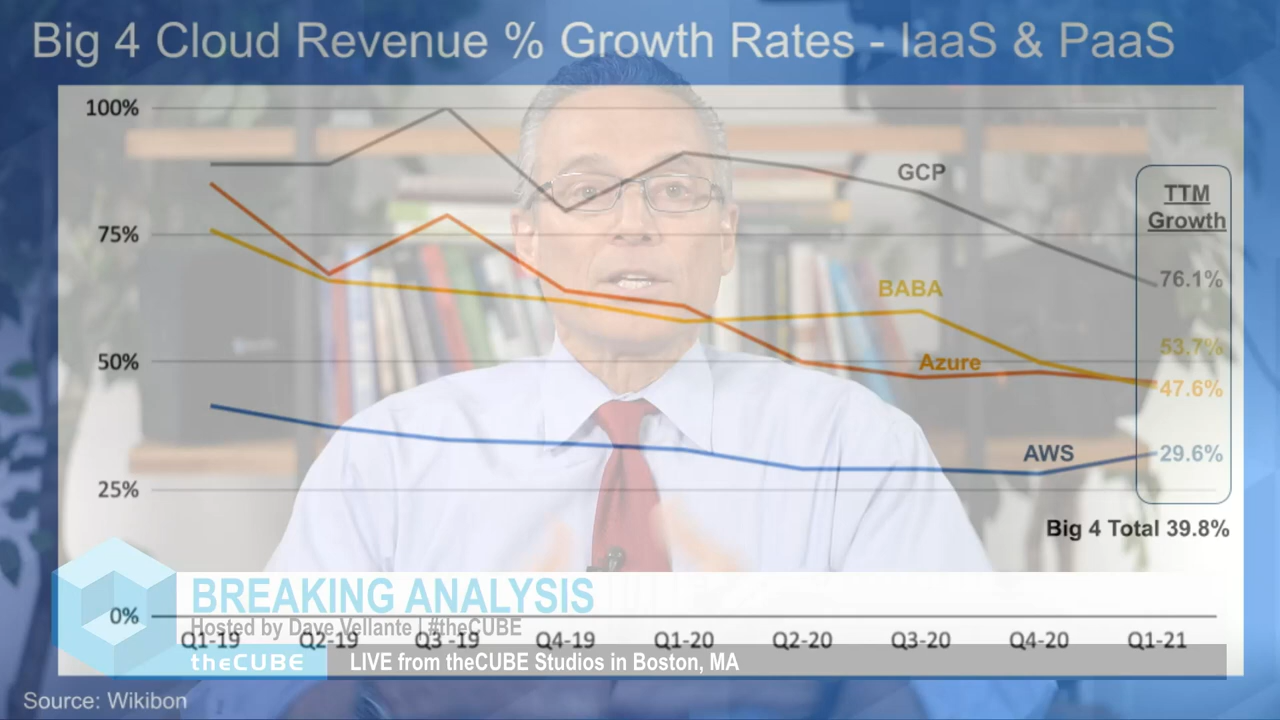 Big 4 Cloud Revenue % Growth Rates - IaaS & PaaS
100%
GCP
TTM
Growth
75%
76.1%
BABA
53.7%
50%
Azure
47.6%
AWS
29.6%
25%
Big 4 Total 39.8%
BREAKING ANALYSIS
0%
Hosted by Dave Vellante | #theCUBE
Q1-19 Q2-19 Q3-19 Q4-19 Q1-20 Q2-20 Q3-20 Q4-20 Q1-21
theCUBE LIVE from theCUBE Studios in Boston, MA
Source: Wikibon